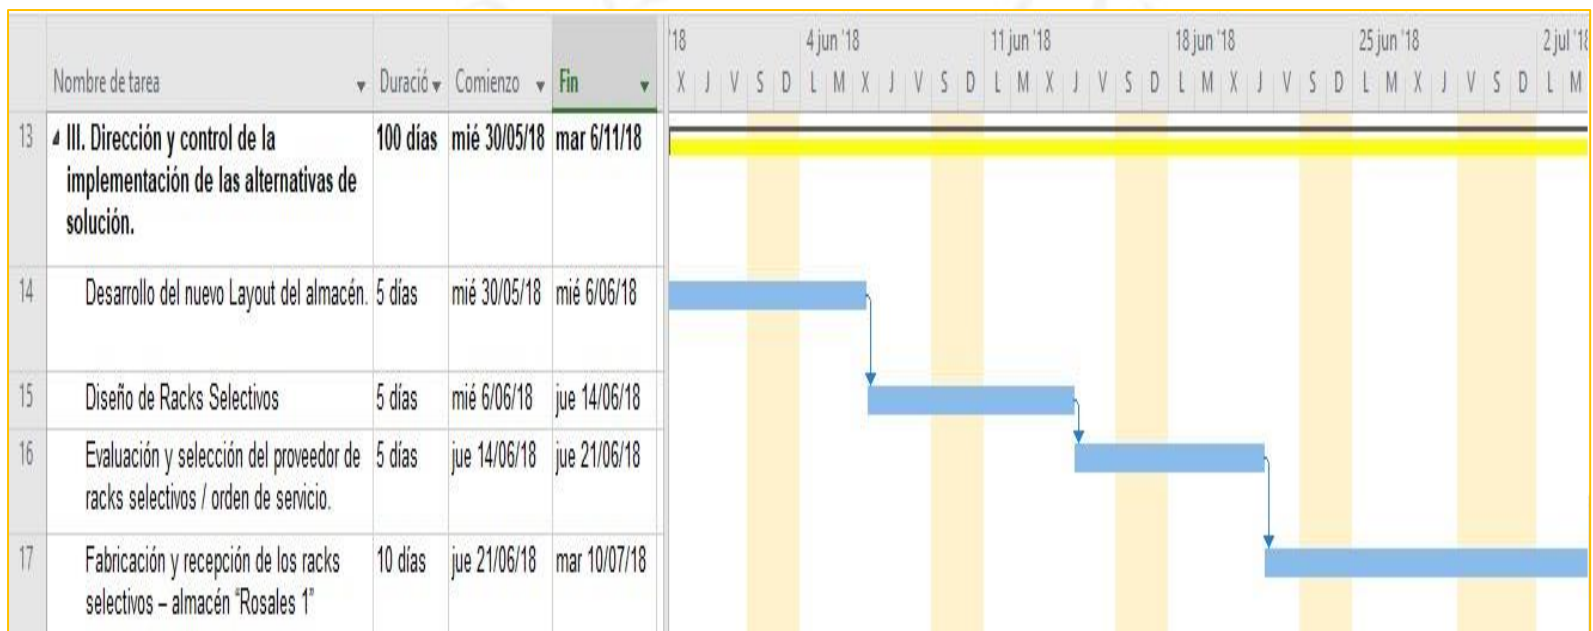 '18 4 jun '18 11 jun '18 18 jun '18 25 jun '18 2 jul '18
Nombre de tarea Duració Comienzo Fin X J V S D L M X J V S D L M X J V S D L M X J V S D L M X J V S D L M
13 III. Dirección y control de la 100 días mié 30/05/18 mar 6/11/18
implementación de las alternativas de
solución.
14 Desarrollo del nuevo Layout del almacén. 5 días mié 30/05/18 mié 6/06/18
15 Diseño de Racks Selectivos 5 días mié 6/06/18 jue 14/06/18
16 Evaluación y selección del proveedor de 5 días jue 14/06/18 jue 21/06/18
racks selectivos / orden de servicio.
17 Fabricación y recepción de los racks 10 días jue 21/06/18 mar 10/07/18
selectivos – almacén “Rosales 1”